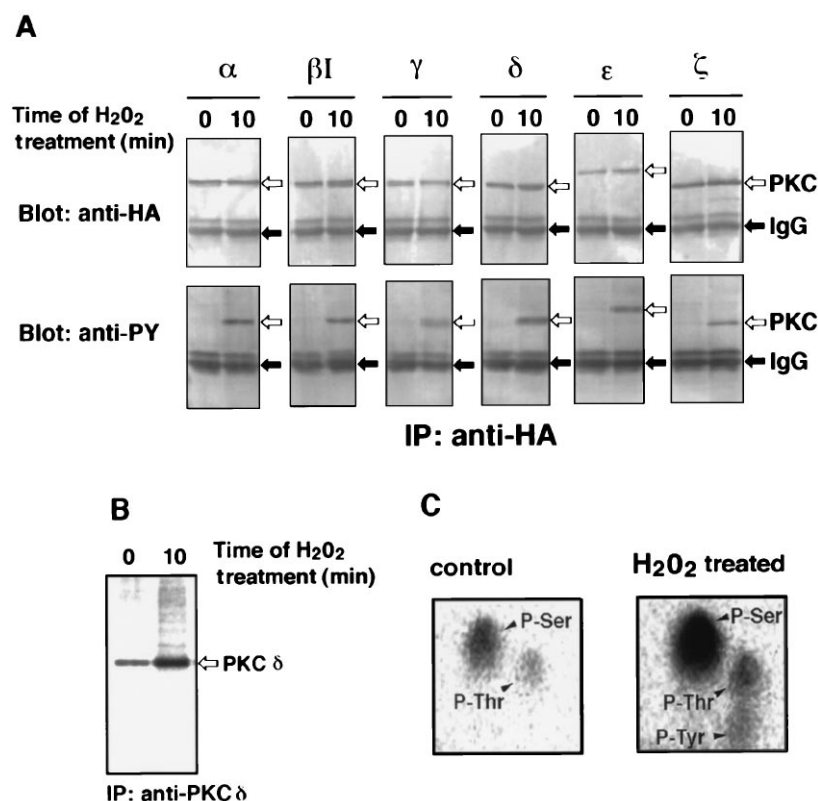 A
α βI γ δ ε ζ
Time of H2O2 treatment (min)
0 10 0 10 0 10 0 10 0 10 0 10
Blot: anti-HA
PKC
IgG
Blot: anti-PY
PKC
IgG
IP: anti-HA
B
0 10 Time of H2O2
treatment (min)
PKC δ
IP: anti-PKC δ
C
control
P-Ser
P-Thr
H2O2 treated
P-Ser
P-Thr
P-Tyr